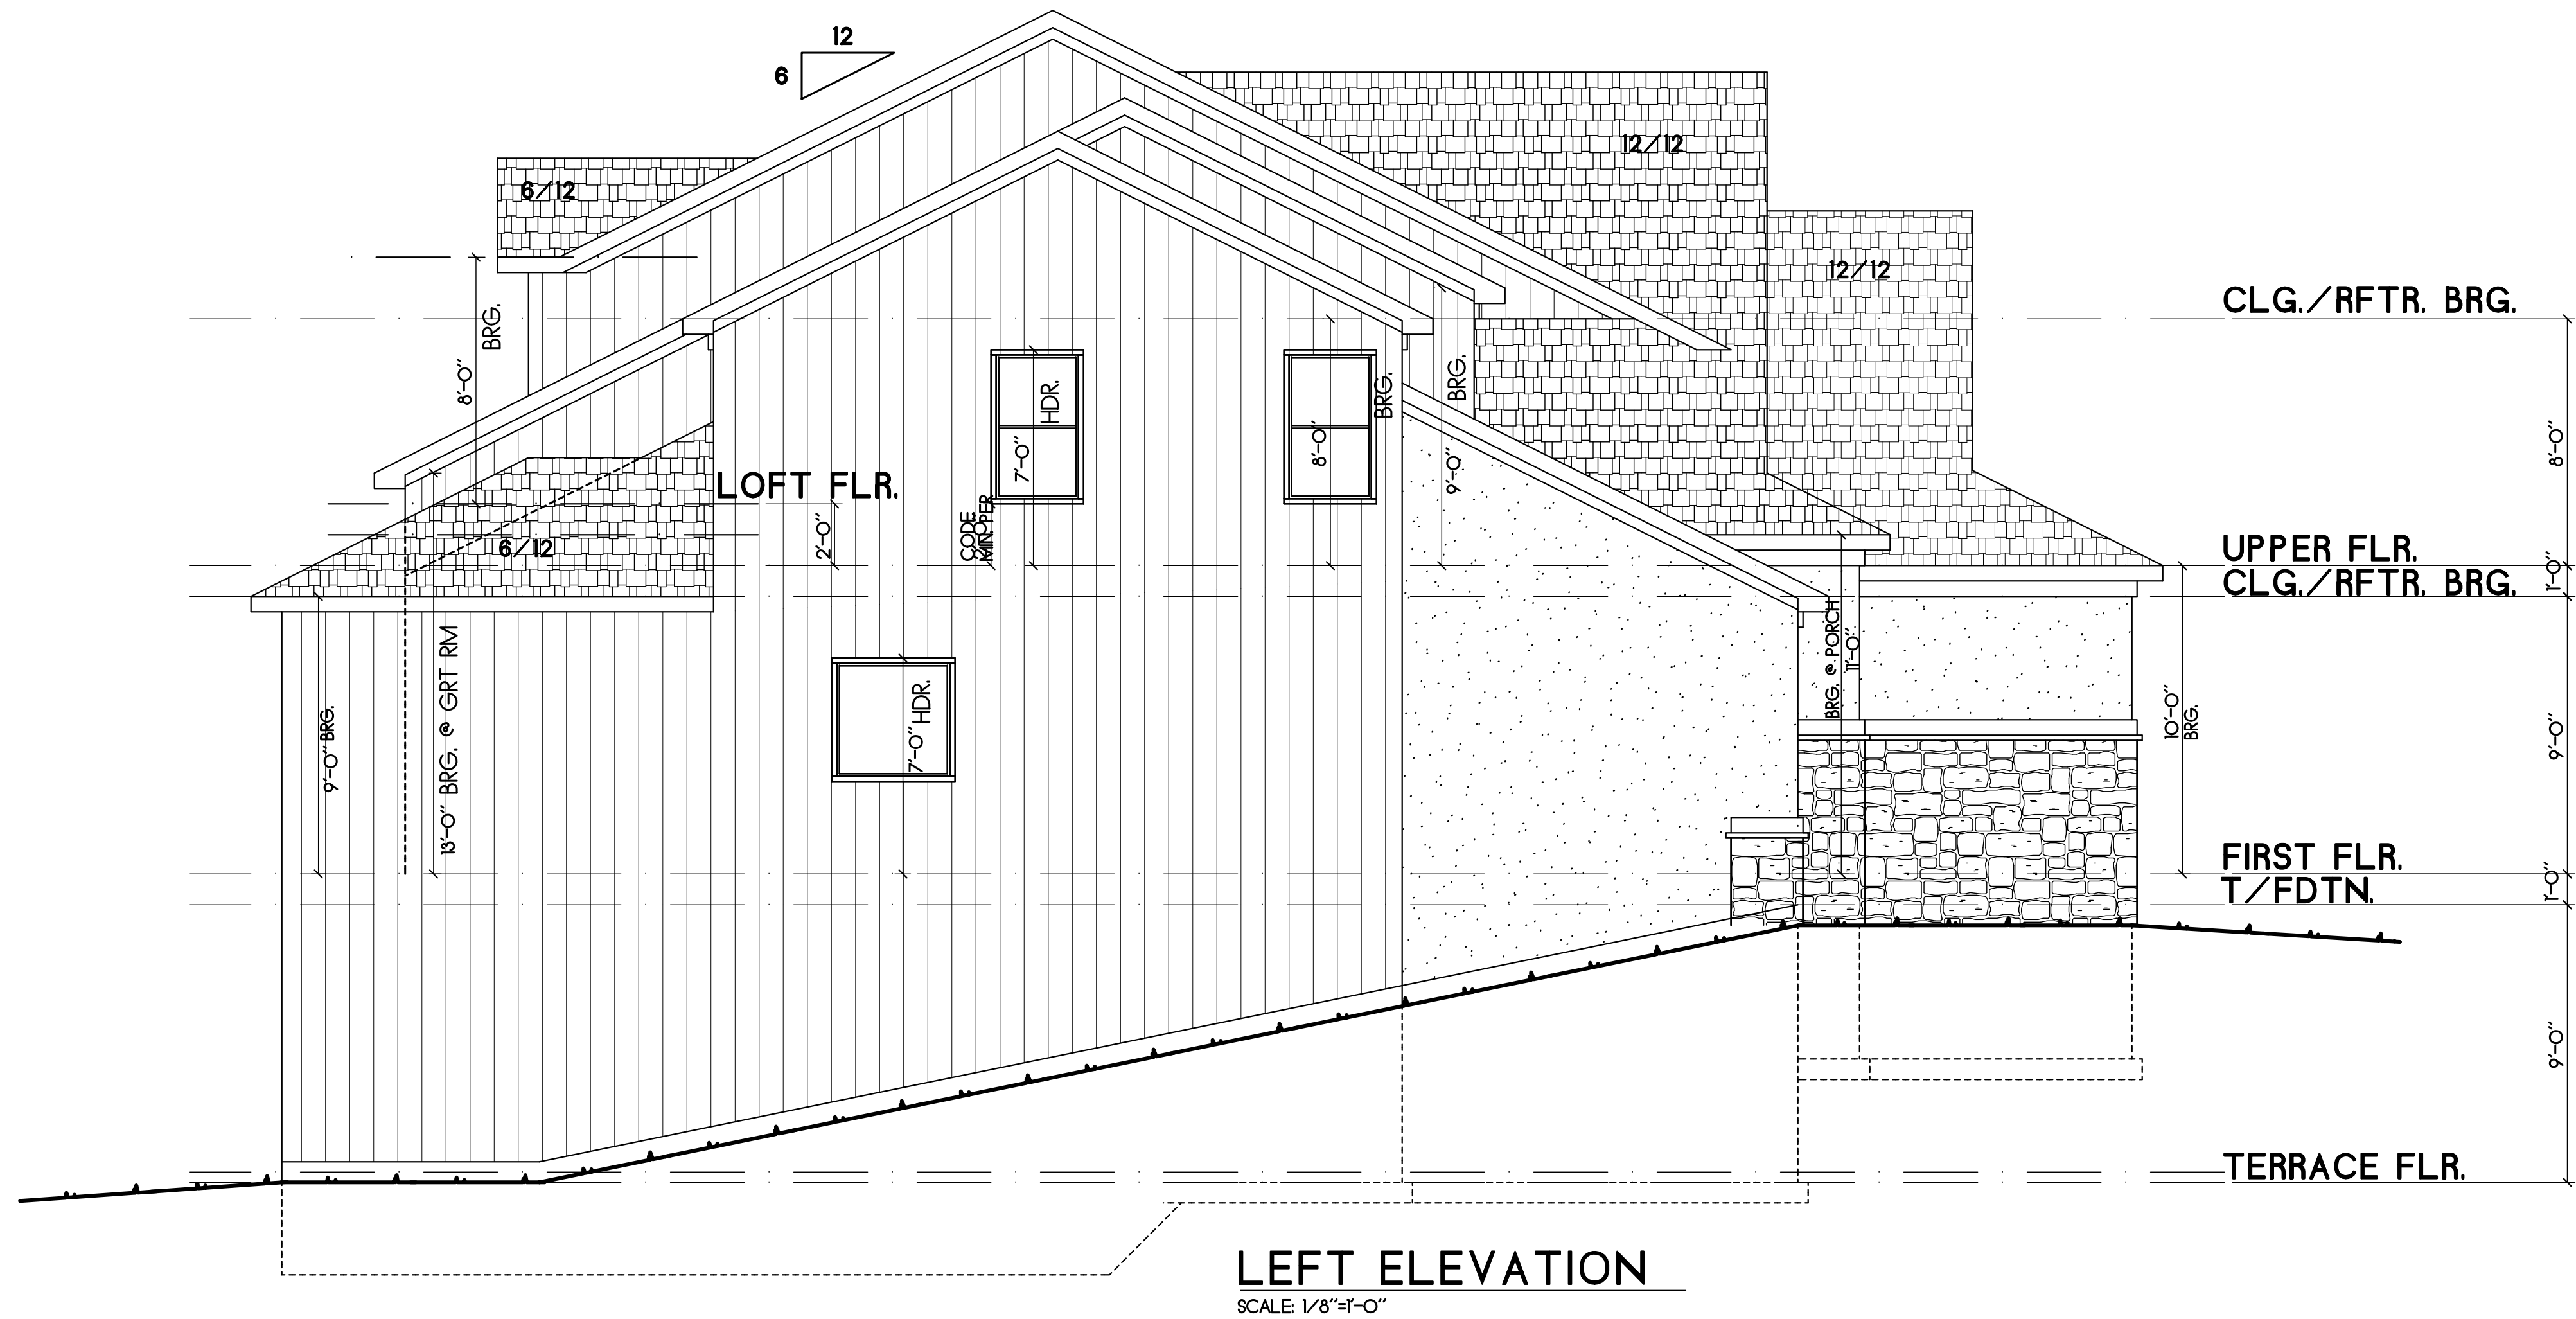 12
6
12/12
6/12
12/12
CLG./RFTR. BRG.
BRG.
8'-0"
HDR.
7'-0"
BRG.
8'-0"
BRG.
9'-0"
8'-0"
LOFT FLR.
2'-0"
CODE
MIN. PER
6/12
UPPER FLR.
1'-0"
CLG./RFTR. BRG.
9'-0" BRG.
13'-0" BRG. @ GRT RM
7'-0" HDR.
BRG. @ PORCH
11'-0"
10'-0"
BRG.
9'-0"
FIRST FLR.
1'-0"
T/FDTN.
9'-0"
TERRACE FLR.
LEFT ELEVATION
SCALE: 1/8"=1'-0"